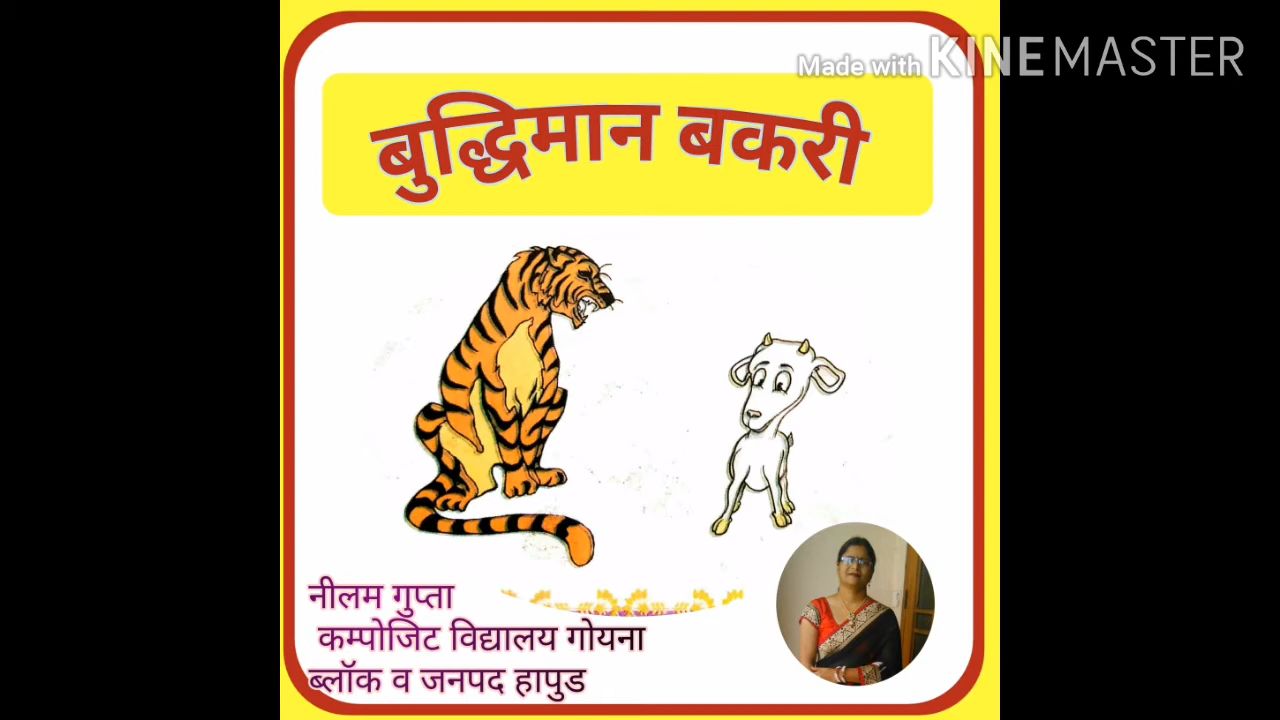 Made with KINEMASTER
बुद्धिमान बकरी
नीलम गुप्ता
कम्पोजिट विद्यालय गोयना
ब्लॉक व जनपद हापुड